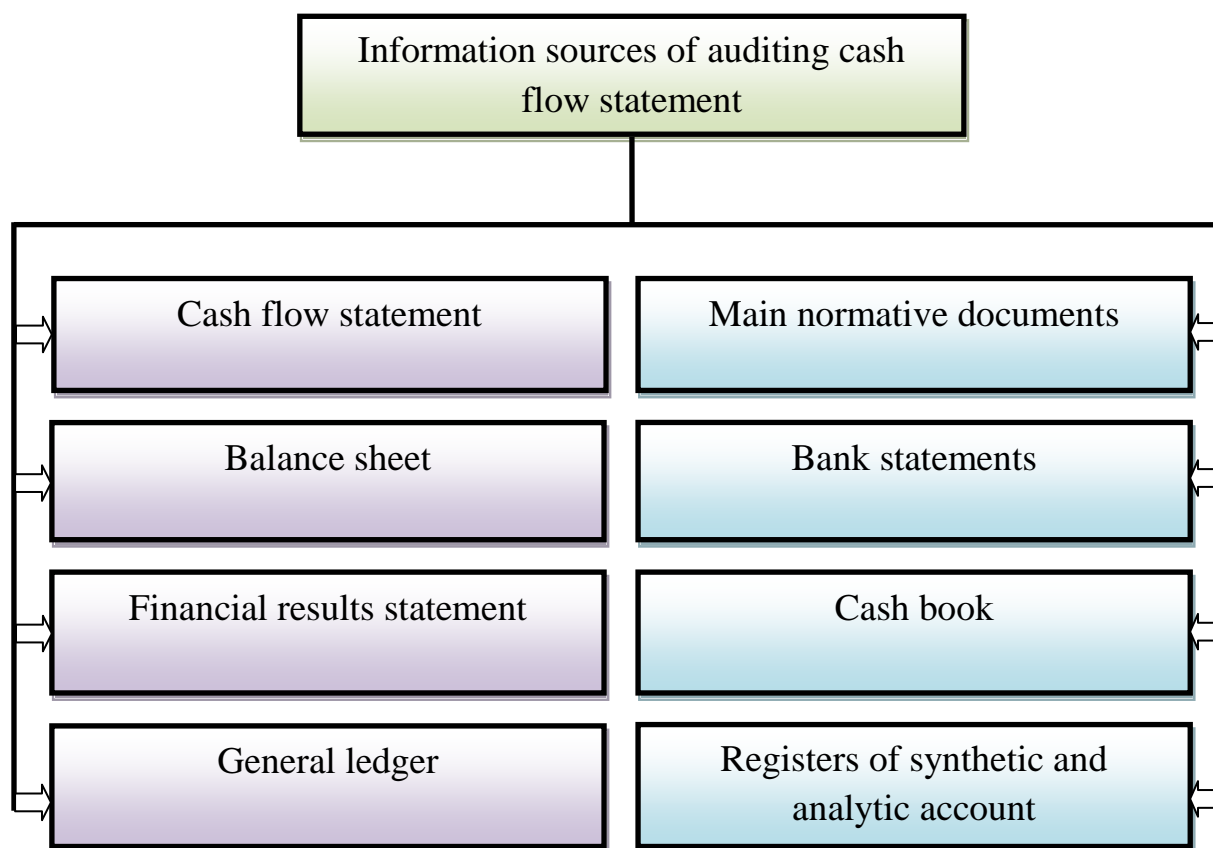 Information sources of auditing cash
flow statement
Cash flow statement
Main normative documents
Balance sheet
Bank statements
Financial results statement
Cash book
General ledger
Registers of synthetic and
analytic account